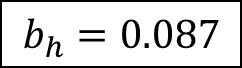 b_h = 0.087